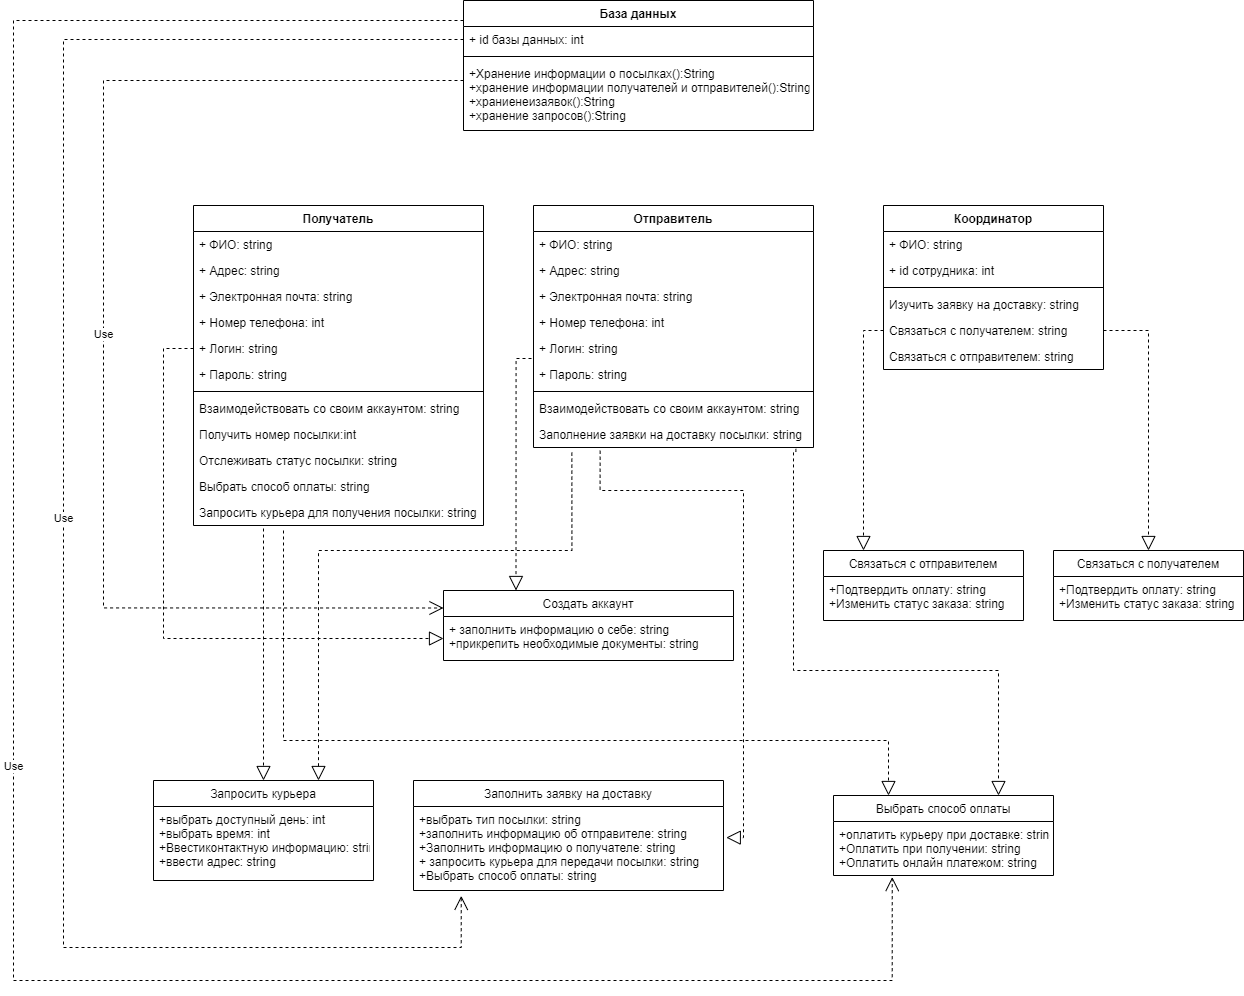 База данных
+ id базы данных: int
+Хранение информации о посылках():String
+хранение информации получателей и отправителей():String
+храниенеизаявок():String
+хранение запросов():String
Получатель
+ ФИО: string
+ Адрес: string
+ Электронная почта: string
+ Номер телефона: int
+ Логин: string
+ Пароль: string
Взаимодействовать со своим аккаунтом: string
Получить номер посылки:int
Отслеживать статус посылки: string
Выбрать способ оплаты: string
Запросить курьера для получения посылки: string
Отправитель
+ ФИО: string
+ Адрес: string
+ Электронная почта: string
+ Номер телефона: int
+ Логин: string
+ Пароль: string
Взаимодействовать со своим аккаунтом: string
Заполнение заявки на доставку посылки: string
Координатор
+ ФИО: string
+ id сотрудника: int
Изучить заявку на доставку: string
Связаться с получателем: string
Связаться с отправителем: string
Use
Use
Use
Связаться с отправителем
+Подтвердить оплату: string
+Изменить статус заказа: string
Связаться с получателем
+Подтвердить оплату: string
+Изменить статус заказа: string
Создать аккаунт
+ заполнить информацию о себе: string
+прикрепить необходимые документы: string
Запросить курьера
+выбрать доступный день: int
+выбрать время: int
+Ввестиконтактную информацию: stri
+ввести адрес: string
Заполнить заявку на доставку
+выбрать тип посылки: string
+заполнить информацию об отправителе: string
+Заполнить информацию о получателе: string
+ запросить курьера для передачи посылки: string
+Выбрать способ оплаты: string
Выбрать способ оплаты
+оплатить курьеру при доставке: strin
+Оплатить при получении: string
+Оплатить онлайн платежом: string